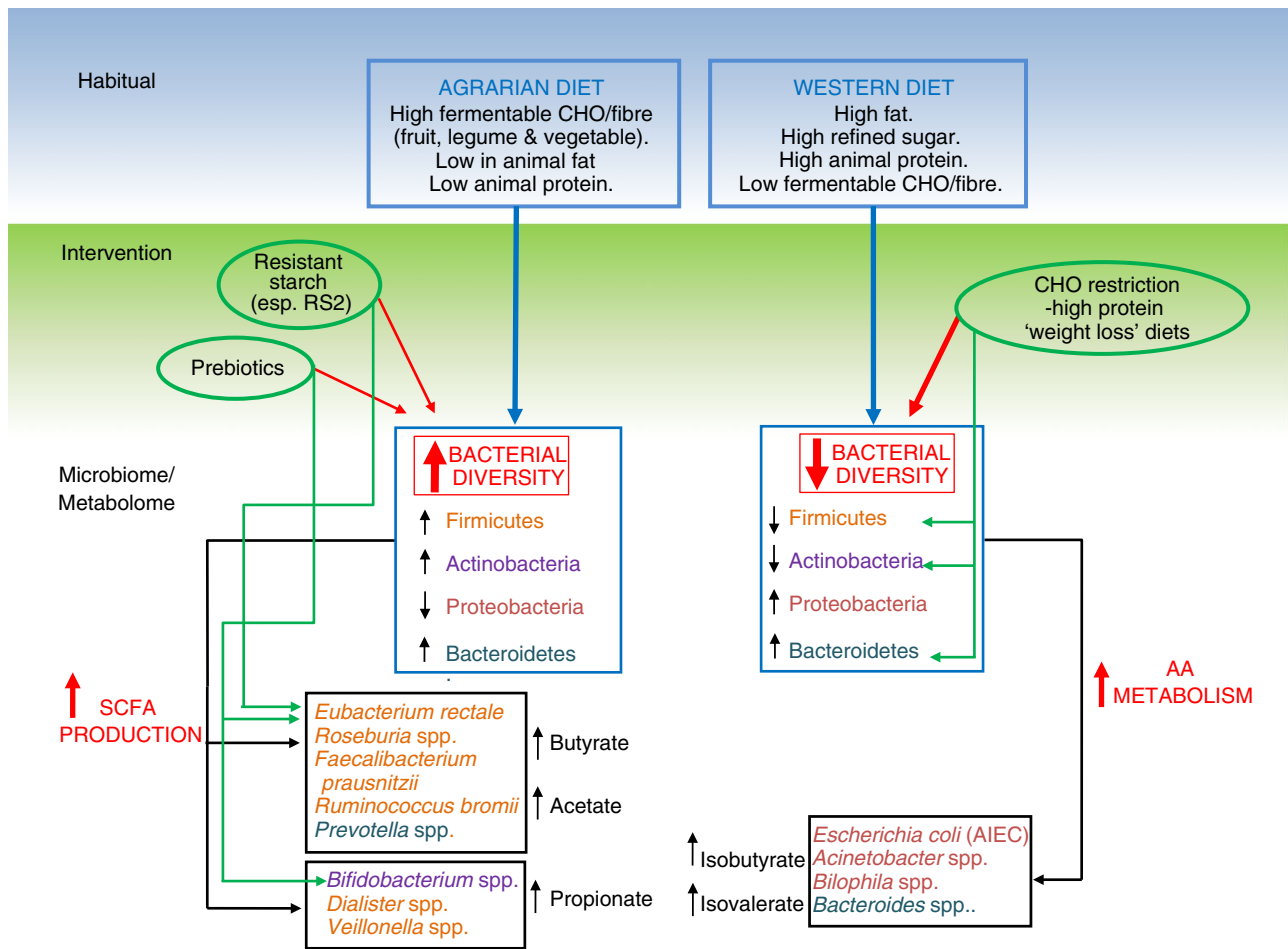 Habitual
AGRARIAN DIET
High fermentable CHO/fibre
(fruit, legume & vegetable).
Low in animal fat
Low animal protein.
WESTERN DIET
High fat.
High refined sugar.
High animal protein.
Low fermentable CHO/fibre.
Intervention
Resistant
starch
(esp. RS2)
Prebiotics
CHO restriction
-high protein
‘weight loss’ diets
Microbiome/
Metabolome
BACTERIAL
DIVERSITY
Firmicutes
Actinobacteria
Proteobacteria
Bacteroidetes
BACTERIAL
DIVERSITY
Firmicutes
Actinobacteria
Proteobacteria
Bacteroidetes
SCFA
PRODUCTION
AA
METABOLISM
Eubacterium rectale
Roseburia spp.
Faecalibacterium
prausnitzii
Ruminococcus bromii
Prevotella spp.
Butyrate
Acetate
Bifidobacterium spp.
Dialister spp.
Veillonella spp.
Propionate
Isobutyrate
Isovalerate
Escherichia coli (AIEC)
Acinetobacter spp.
Bilophila spp.
Bacteroides spp..